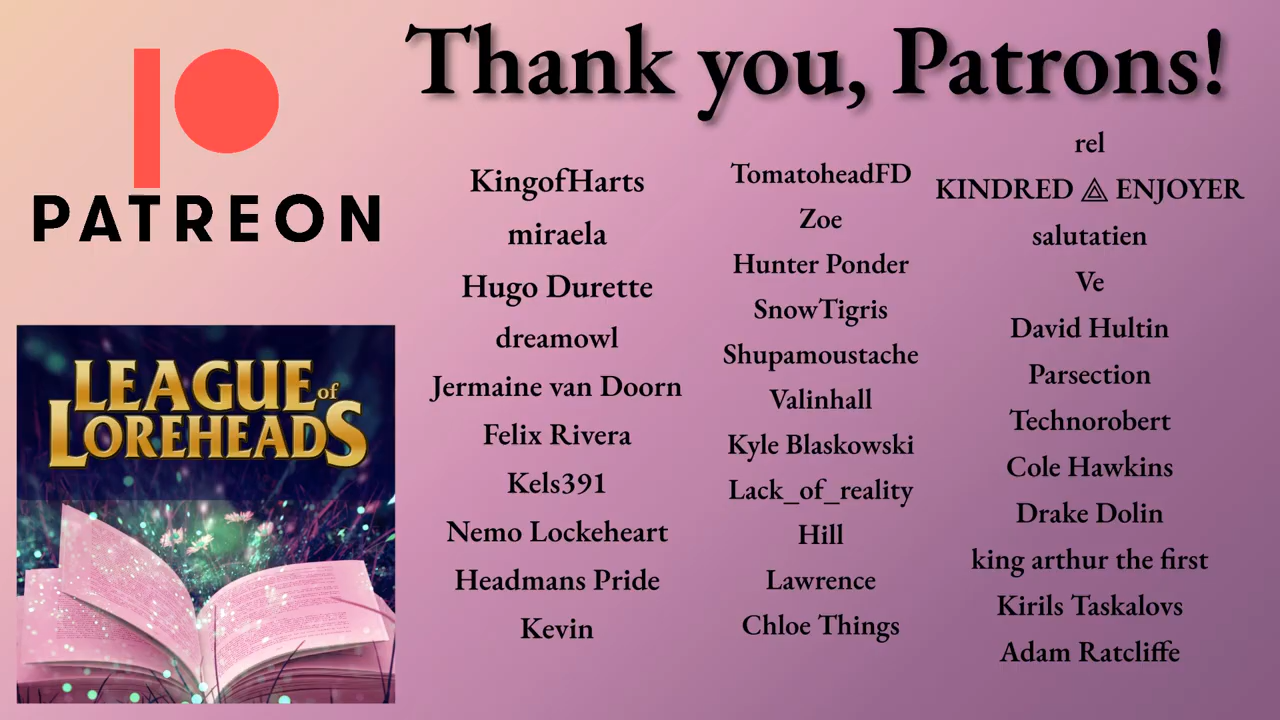 Thank you, Patrons!
PATREON
LEAGUE of
LOREHEADS
KingofHarts
miraela
Hugo Durette
dreamowl
Jermaine van Doorn
Felix Rivera
Kels391
Nemo Lockeheart
Headmans Pride
Kevin
TomatoheadFD
Zoe
Hunter Ponder
SnowTigris
Shupamoustache
Valinhall
Kyle Blaskowski
Lack_of_reality
Hill
Lawrence
Chloe Things
rel
KINDRED ⟁ ENJOYER
salutatien
Ve
David Hultin
Parsection
Technorobert
Cole Hawkins
Drake Dolin
king arthur the first
Kirils Taskalovs
Adam Ratcliffe